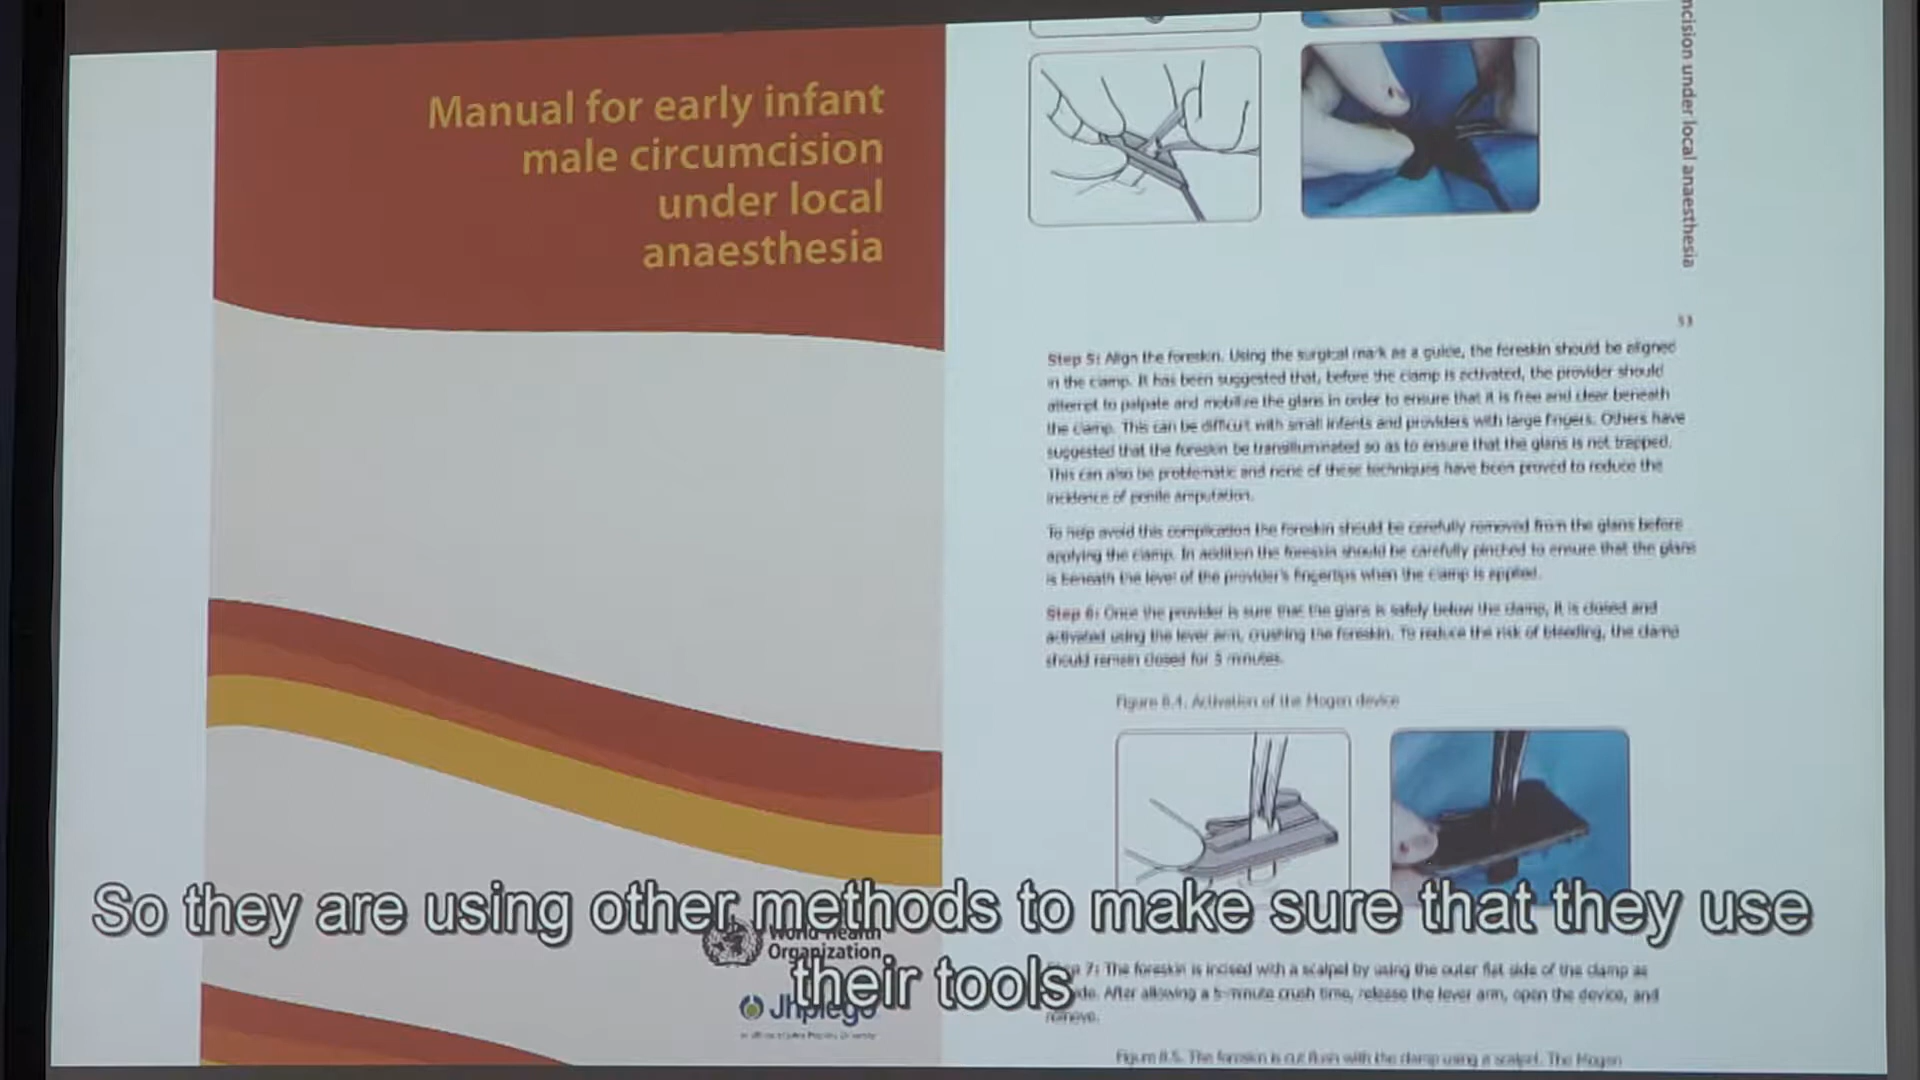 Manual for early infant
male circumcision
under local
anaesthesia
World Health
Organization
Jhpiego
cision under local anaesthesia
53
Step 5: Align the foreskin. Using the surgical mark as a guide, the foreskin should be aligned
in the clamp. It has been suggested that, before the clamp is activated, the provider should
attempt to palpate and mobilize the glans in order to ensure that it is free and clear beneath
the clamp. This can be difficult with small infants and providers with large fingers. Others have
suggested that the foreskin be transilluminated so as to ensure that the glans is not trapped.
This can also be problematic and none of these techniques have been proved to reduce the
incidence of penile amputation.
To help avoid this complication the foreskin should be carefully removed from the glans before
applying the clamp. In addition the foreskin should be carefully pinched to ensure that the glans
is beneath the level of the provider's fingertips when the clamp is applied.
Step 6: Once the provider is sure that the glans is safely below the clamp, it is closed and
activated using the lever arm, crushing the foreskin. To reduce the risk of bleeding, the clamp
should remain closed for 5 minutes.
Figure 8.4. Activation of the Mogen device
7: The foreskin is incised with a scalpel by using the outer flat side of the clamp as
After allowing a 5-minute crush time, release the lever arm, open the device, and
remove.
Figure 8.5. The foreskin is cut flush with the clamp using a scalpel. The Mogen
So they are using other methods to make sure that they use
their tools